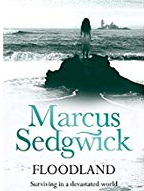 Marcus
Sedgwick
FLOODLAND
Surviving in a devastated world